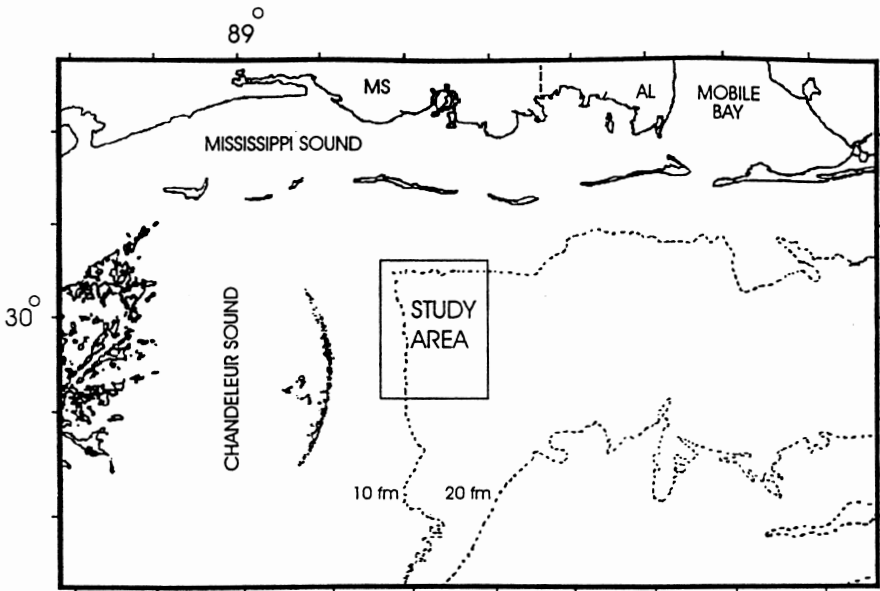 89°
MS
AL
MOBILE
BAY
MISSISSIPPI SOUND
30°
CHANDELEUR SOUND
STUDY
AREA
10 fm
20 fm